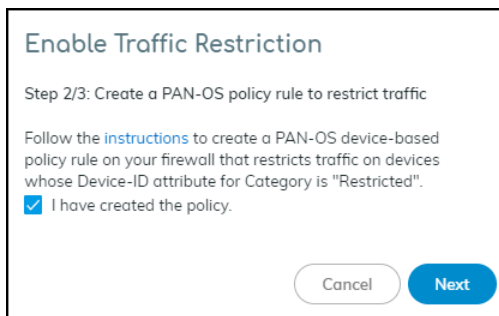 Enable Traffic Restriction
Step 2/3: Create a PAN-OS policy rule to restrict traffic
Follow the instructions to create a PAN-OS device-based
policy rule on your firewall that restricts traffic on devices
whose Device-ID attribute for Category is "Restricted".
I have created the policy.
Cancel
Next